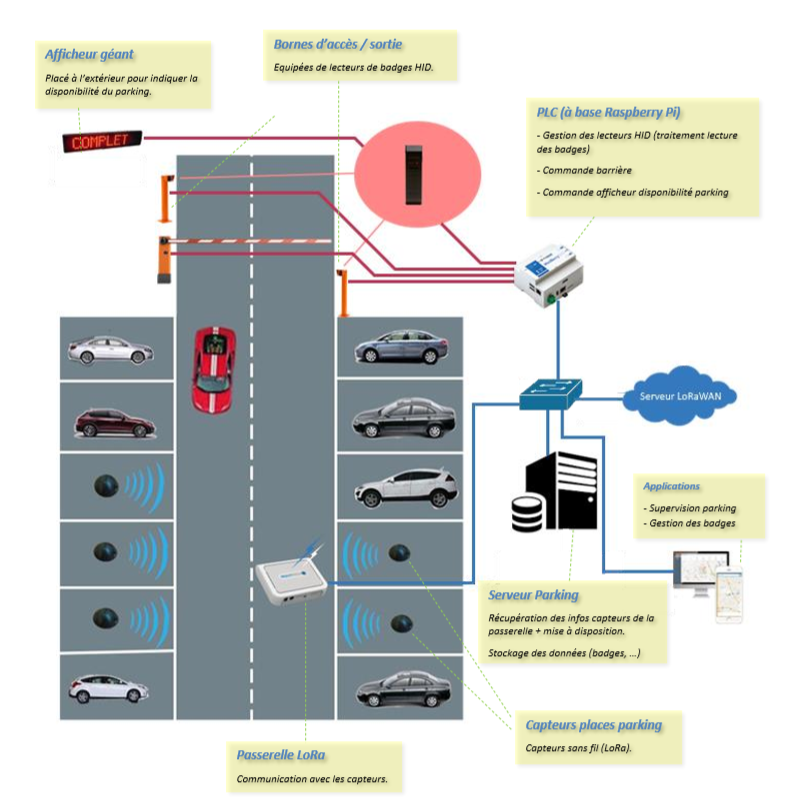 Afficheur géant
Placé à l'extérieur pour indiquer la
disponibilité du parking.
Bornes d'accès / sortie
Equipées de lecteurs de badges HID.
PLC (à base Raspberry Pi)
- Gestion des lecteurs HID (traitement lecture
des badges)
- Commande barrière
- Commande afficheur disponibilité parking
COMPLET
Serveur LoRaWAN
Applications
- Supervision parking
- Gestion des badges
Serveur Parking
Récupération des infos capteurs de la
passerelle + mise à disposition.
Stockage des données (badges, ...)
Capteurs places parking
Capteurs sans fil (LoRa).
Passerelle LoRa
Communication avec les capteurs.